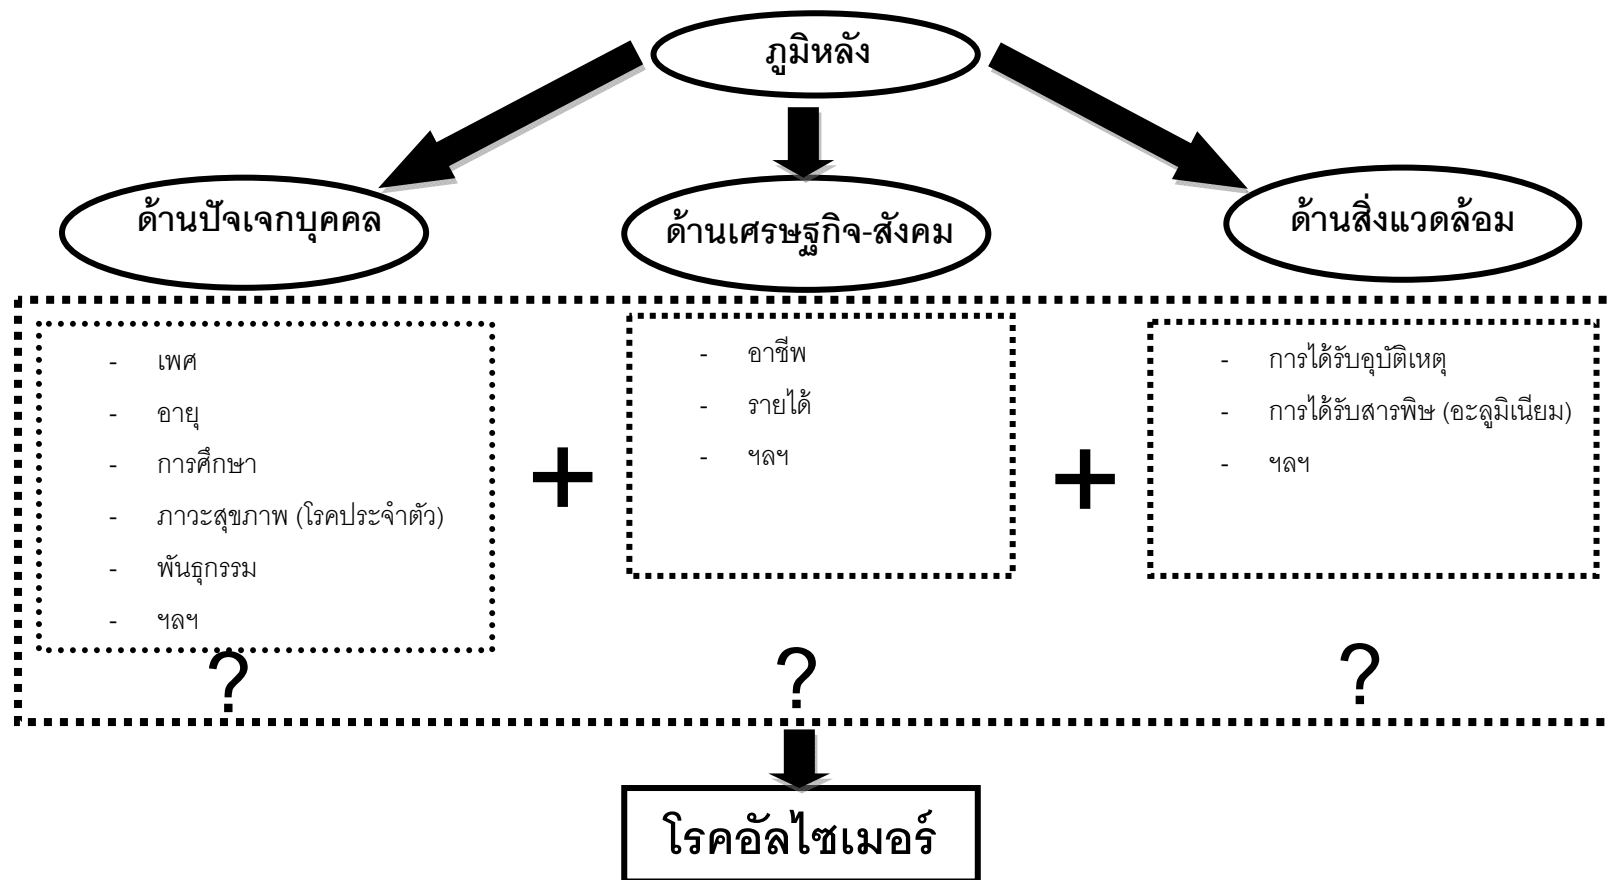 ภูมิหลัง
ด้านปัจเจกบุคคล
ด้านเศรษฐกิจ-สังคม
ด้านสิ่งแวดล้อม
- เพศ
- อายุ
- การศึกษา
- ภาวะสุขภาพ (โรคประจำตัว)
- พันธุกรรม
- ฯลฯ
+
- อาชีพ
- รายได้
- ฯลฯ
+
- การได้รับอุบัติเหตุ
- การได้รับสารพิษ (อะลูมิเนียม)
- ฯลฯ
?
?
?
โรคอัลไซเมอร์